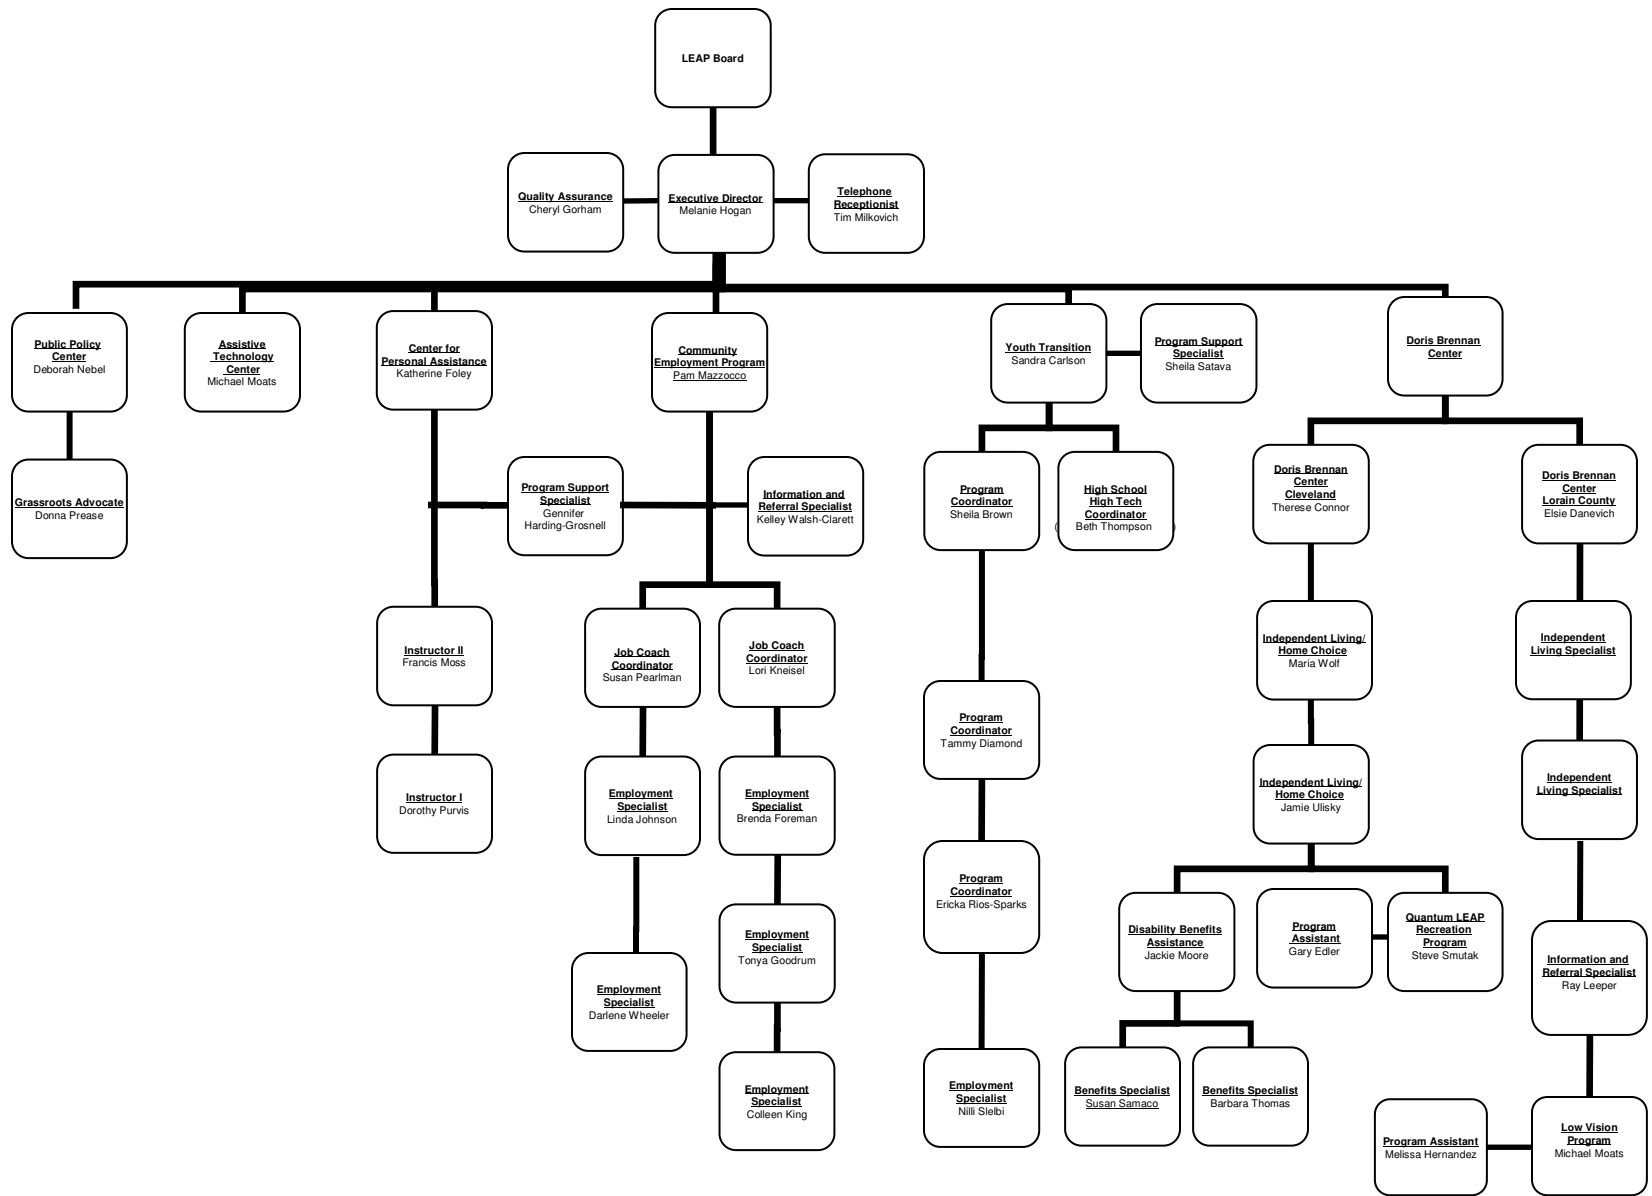 LEAP Board
Quality Assurance
Cheryl Gorham
Executive Director
Melanie Hogan
Telephone
Receptionist
Tim Milkovich
Public Policy
Center
Deborah Nebel
Assistive
Technology
Center
Michael Moats
Center for
Personal Assistance
Katherine Foley
Community
Employment Program
Pam Mazzocco
Youth Transition
Sandra Carlson
Program Support
Specialist
Sheila Satava
Doris Brennan
Center
Grassroots Advocate
Donna Prease
Program Support
Specialist
Gennifer
Harding-Grosnell
Information and
Referral Specialist
Kelley Walsh-Clarett
Program
Coordinator
Sheila Brown
High School
High Tech
Coordinator
Beth Thompson
Doris Brennan
Center
Cleveland
Therese Connor
Doris Brennan
Center
Lorain County
Elsie Danevich
Instructor II
Francis Moss
Job Coach
Coordinator
Susan Pearlman
Job Coach
Coordinator
Lori Kneisel
Independent Living/
Home Choice
Maria Wolf
Independent
Living Specialist
Program
Coordinator
Tammy Diamond
Instructor I
Dorothy Purvis
Employment
Specialist
Linda Johnson
Employment
Specialist
Brenda Foreman
Independent Living/
Home Choice
Jamie Ulisky
Independent
Living Specialist
Program
Coordinator
Ericka Rios-Sparks
Employment
Specialist
Tonya Goodrum
Disability Benefits
Assistance
Jackie Moore
Program
Assistant
Gary Edler
Quantum LEAP
Recreation
Program
Steve Smutak
Information and
Referral Specialist
Ray Leeper
Employment
Specialist
Darlene Wheeler
Employment
Specialist
Colleen King
Employment
Specialist
Nilli Slelbi
Benefits Specialist
Susan Samaco
Benefits Specialist
Barbara Thomas
Program Assistant
Melissa Hernandez
Low Vision
Program
Michael Moats